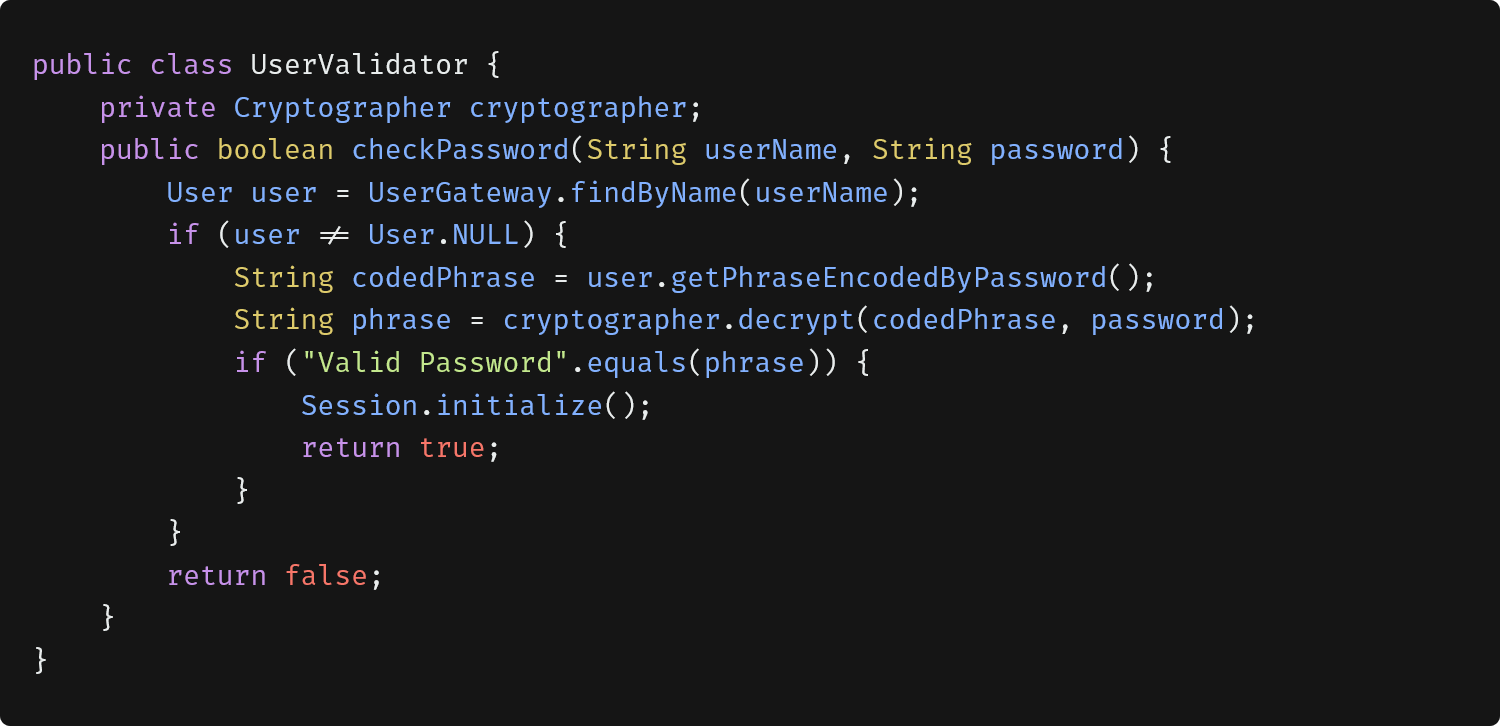 public class UserValidator {
    private Cryptographer cryptographer;
    public boolean checkPassword(String userName, String password) {
        User user = UserGateway.findByName(userName);
        if (user != User.NULL) {
            String codedPhrase = user.getPhraseEncodedByPassword();
            String phrase = cryptographer.decrypt(codedPhrase, password);
            if ("Valid Password".equals(phrase)) {
                Session.initialize();
                return true;
            }
        }
        return false;
    }
}